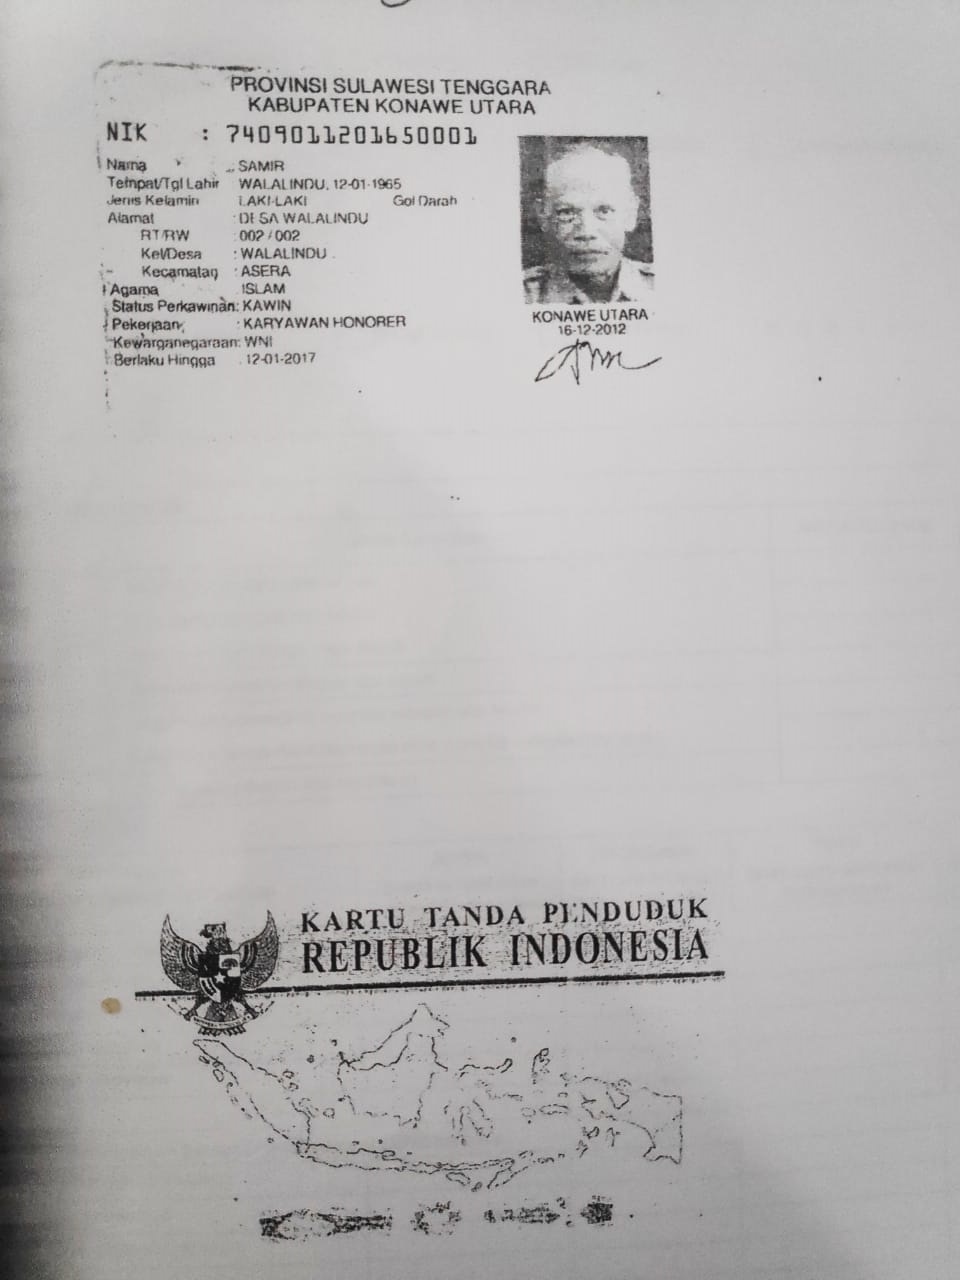 PROVINSI SULAWESI TENGGARA
KABUPATEN KONAWE UTARA
NIK : 7409011201650001
Nama : SAMIR
Tempat/Tgl Lahir : WALALINDU, 12-01-1965
Jenis Kelamin : LAKI-LAKI Gol Darah
Alamat : DESA WALALINDU
RT/RW : 002 / 002
Kel/Desa : WALALINDU
Kecamatan : ASERA
Agama : ISLAM
Status Perkawinan: KAWIN
Pekerjaan : KARYAWAN HONORER
Kewarganegaraan: WNI
Berlaku Hingga : 12-01-2017
KONAWE UTARA
16-12-2012
KARTU TANDA PENDUDUK
REPUBLIK INDONESIA